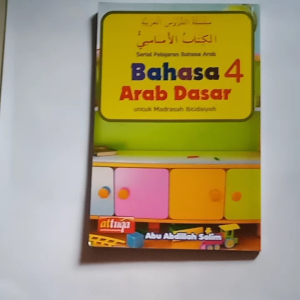 سلسلة الدروس العربية
الكتاب الأساسيُّ
Serial Pelajaran Bahasa Arab
Bahasa 4
Arab Dasar
untuk Madrasah Ibtidaiyah
attuqa
Abu Abdillah Salim